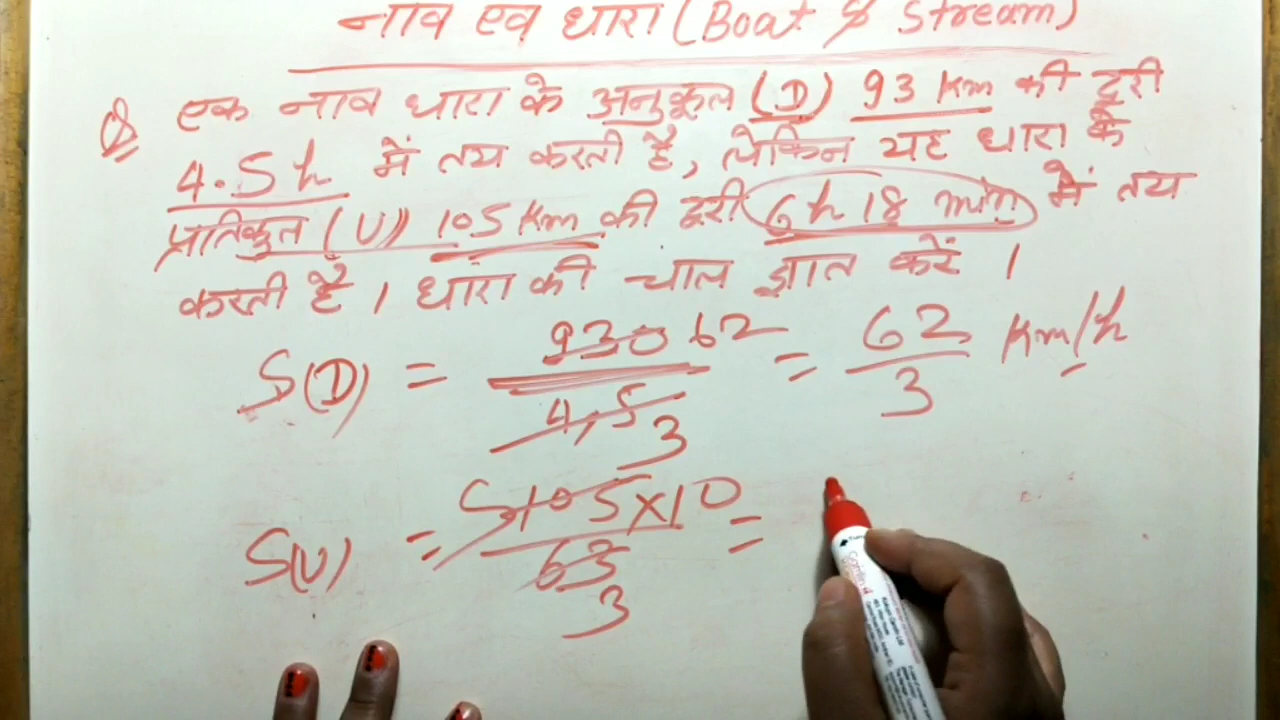 नाव एव धारा (Boat & Stream)
Q एक नाव धारा के अनुकूल (D) 93 Km की दूरी
4.5 h में तय करती है, लेकिन यह धारा के
प्रतिकुल (U) 105 Km की दूरी 6 h 18 min में तय
करती है। धारा की चाल ज्ञात करें ।
S(D) = 930 62 / 4,5 3 = 62/3 Km/h
S(U) = 5 105 x 10 / 63 3 =